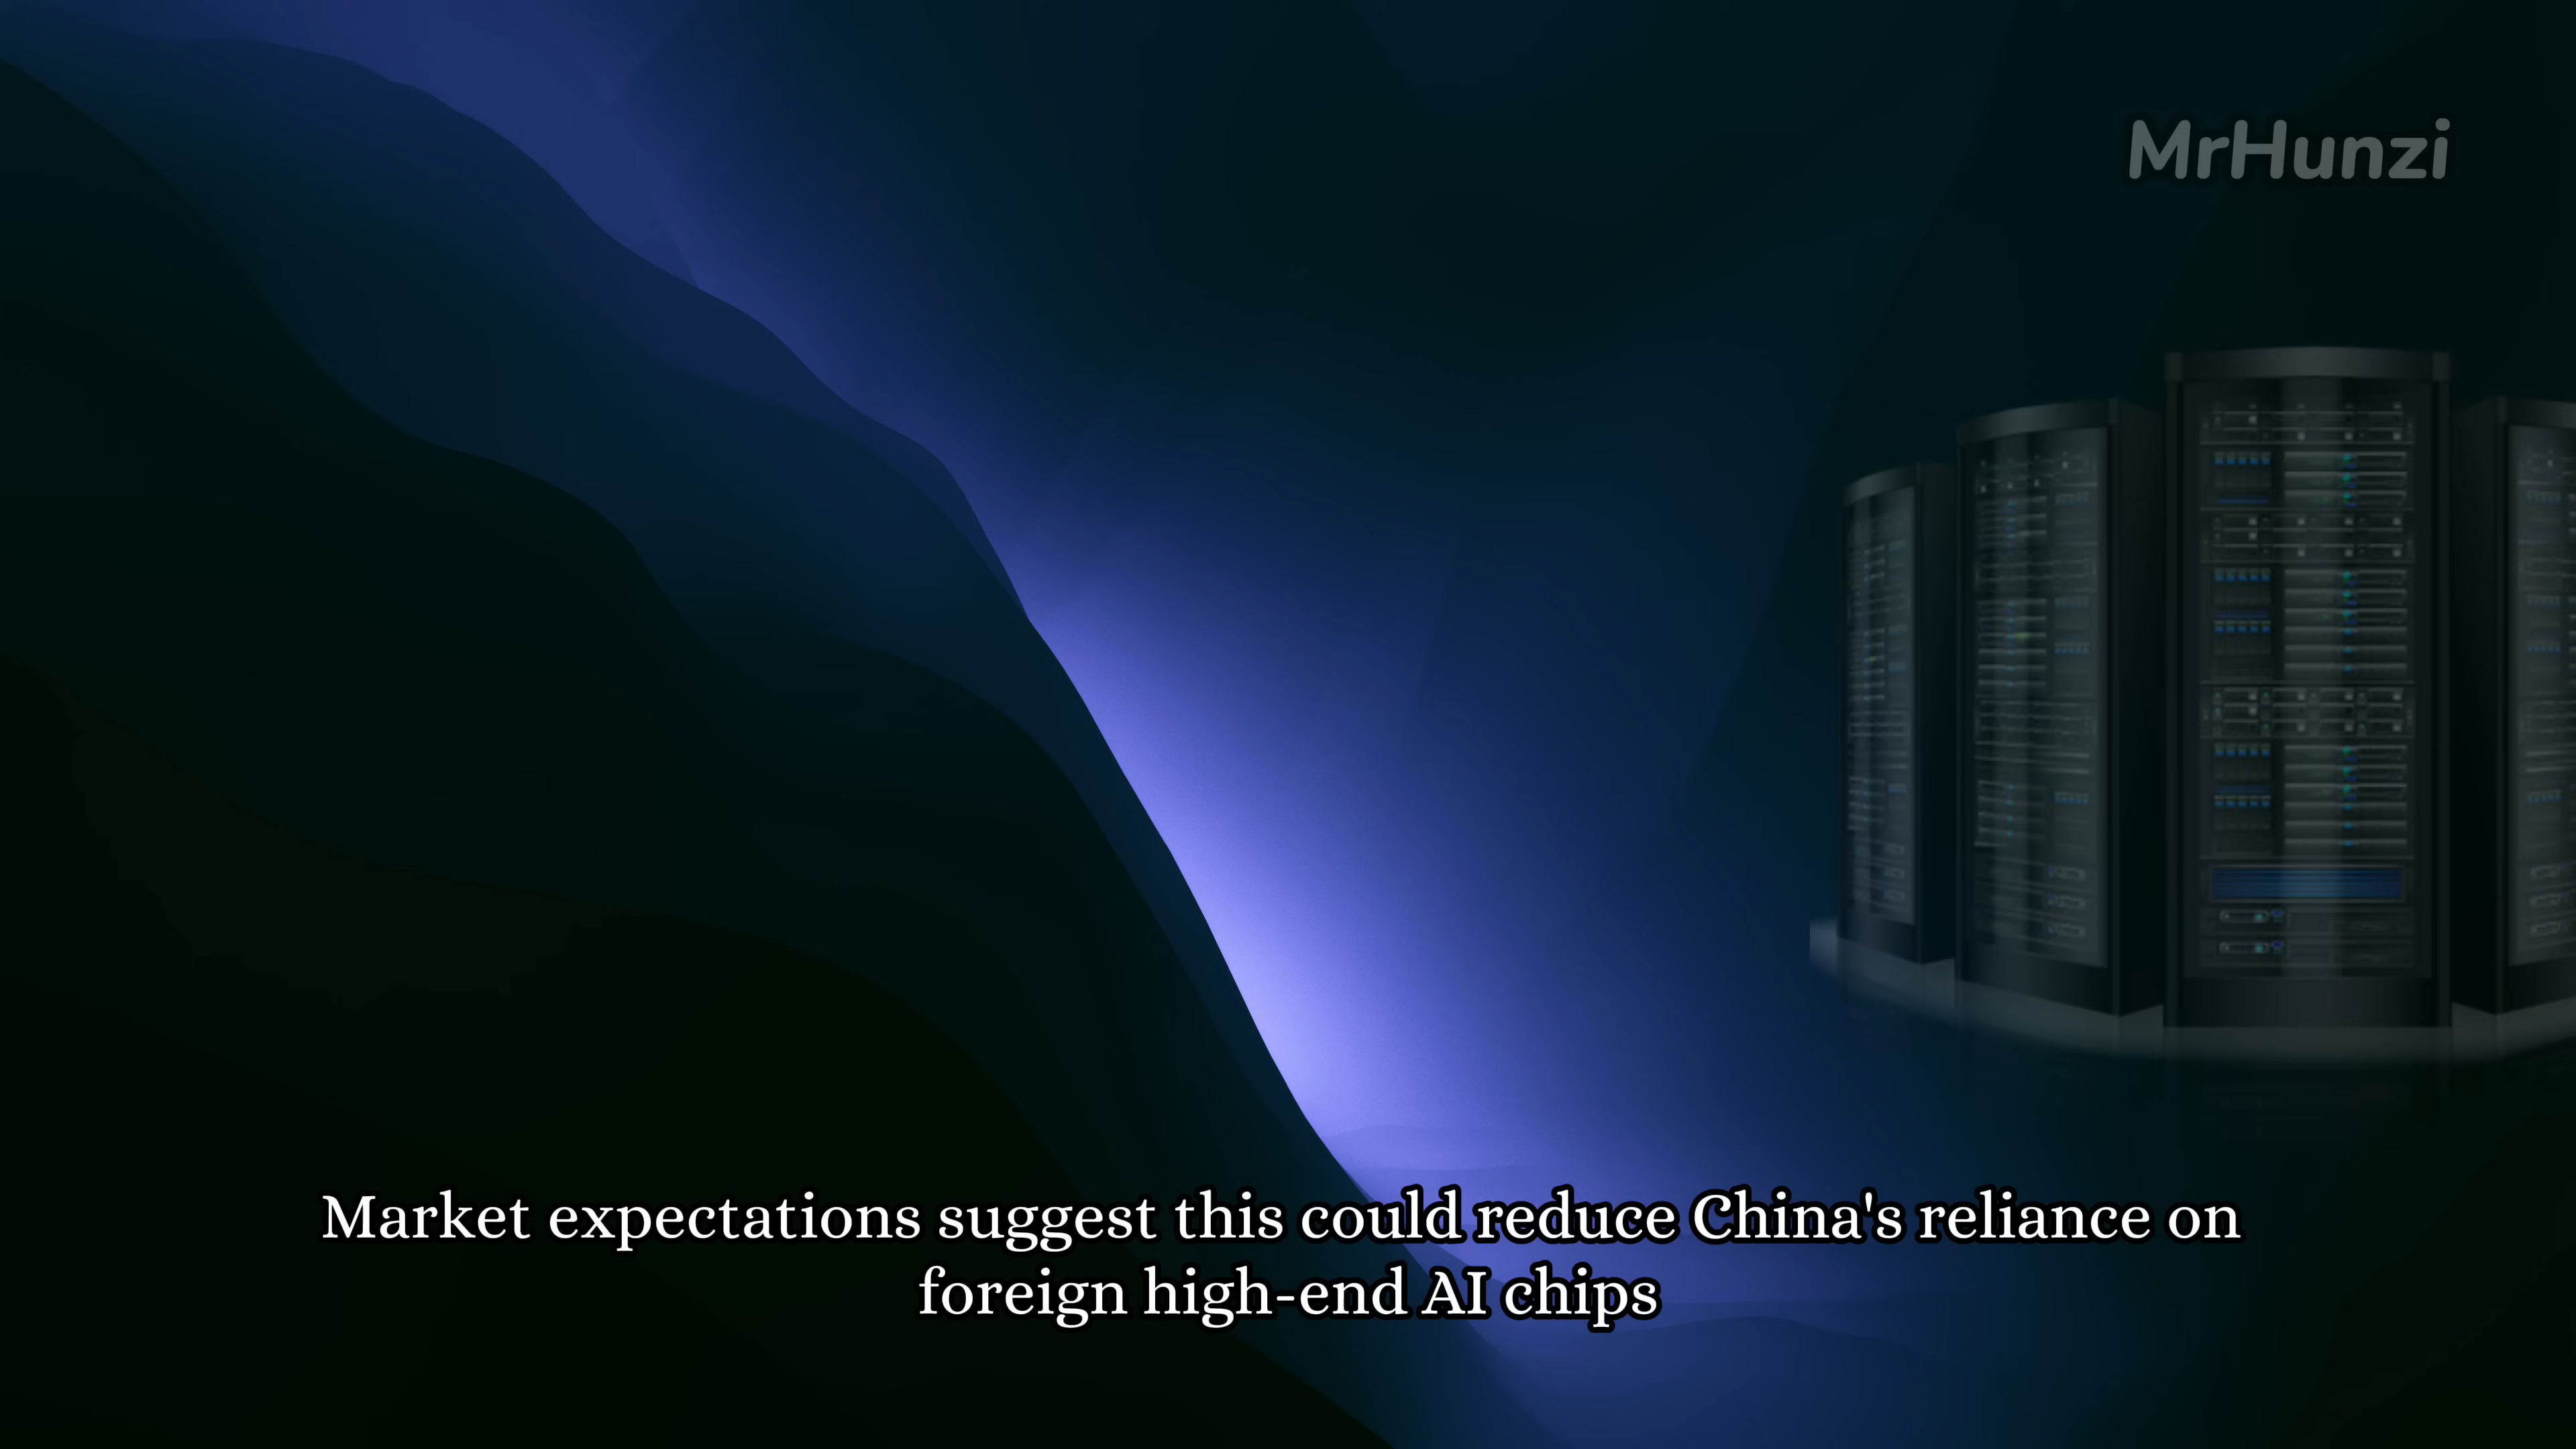 MrHunzi
Market expectations suggest this could reduce China's reliance on
foreign high-end AI chips